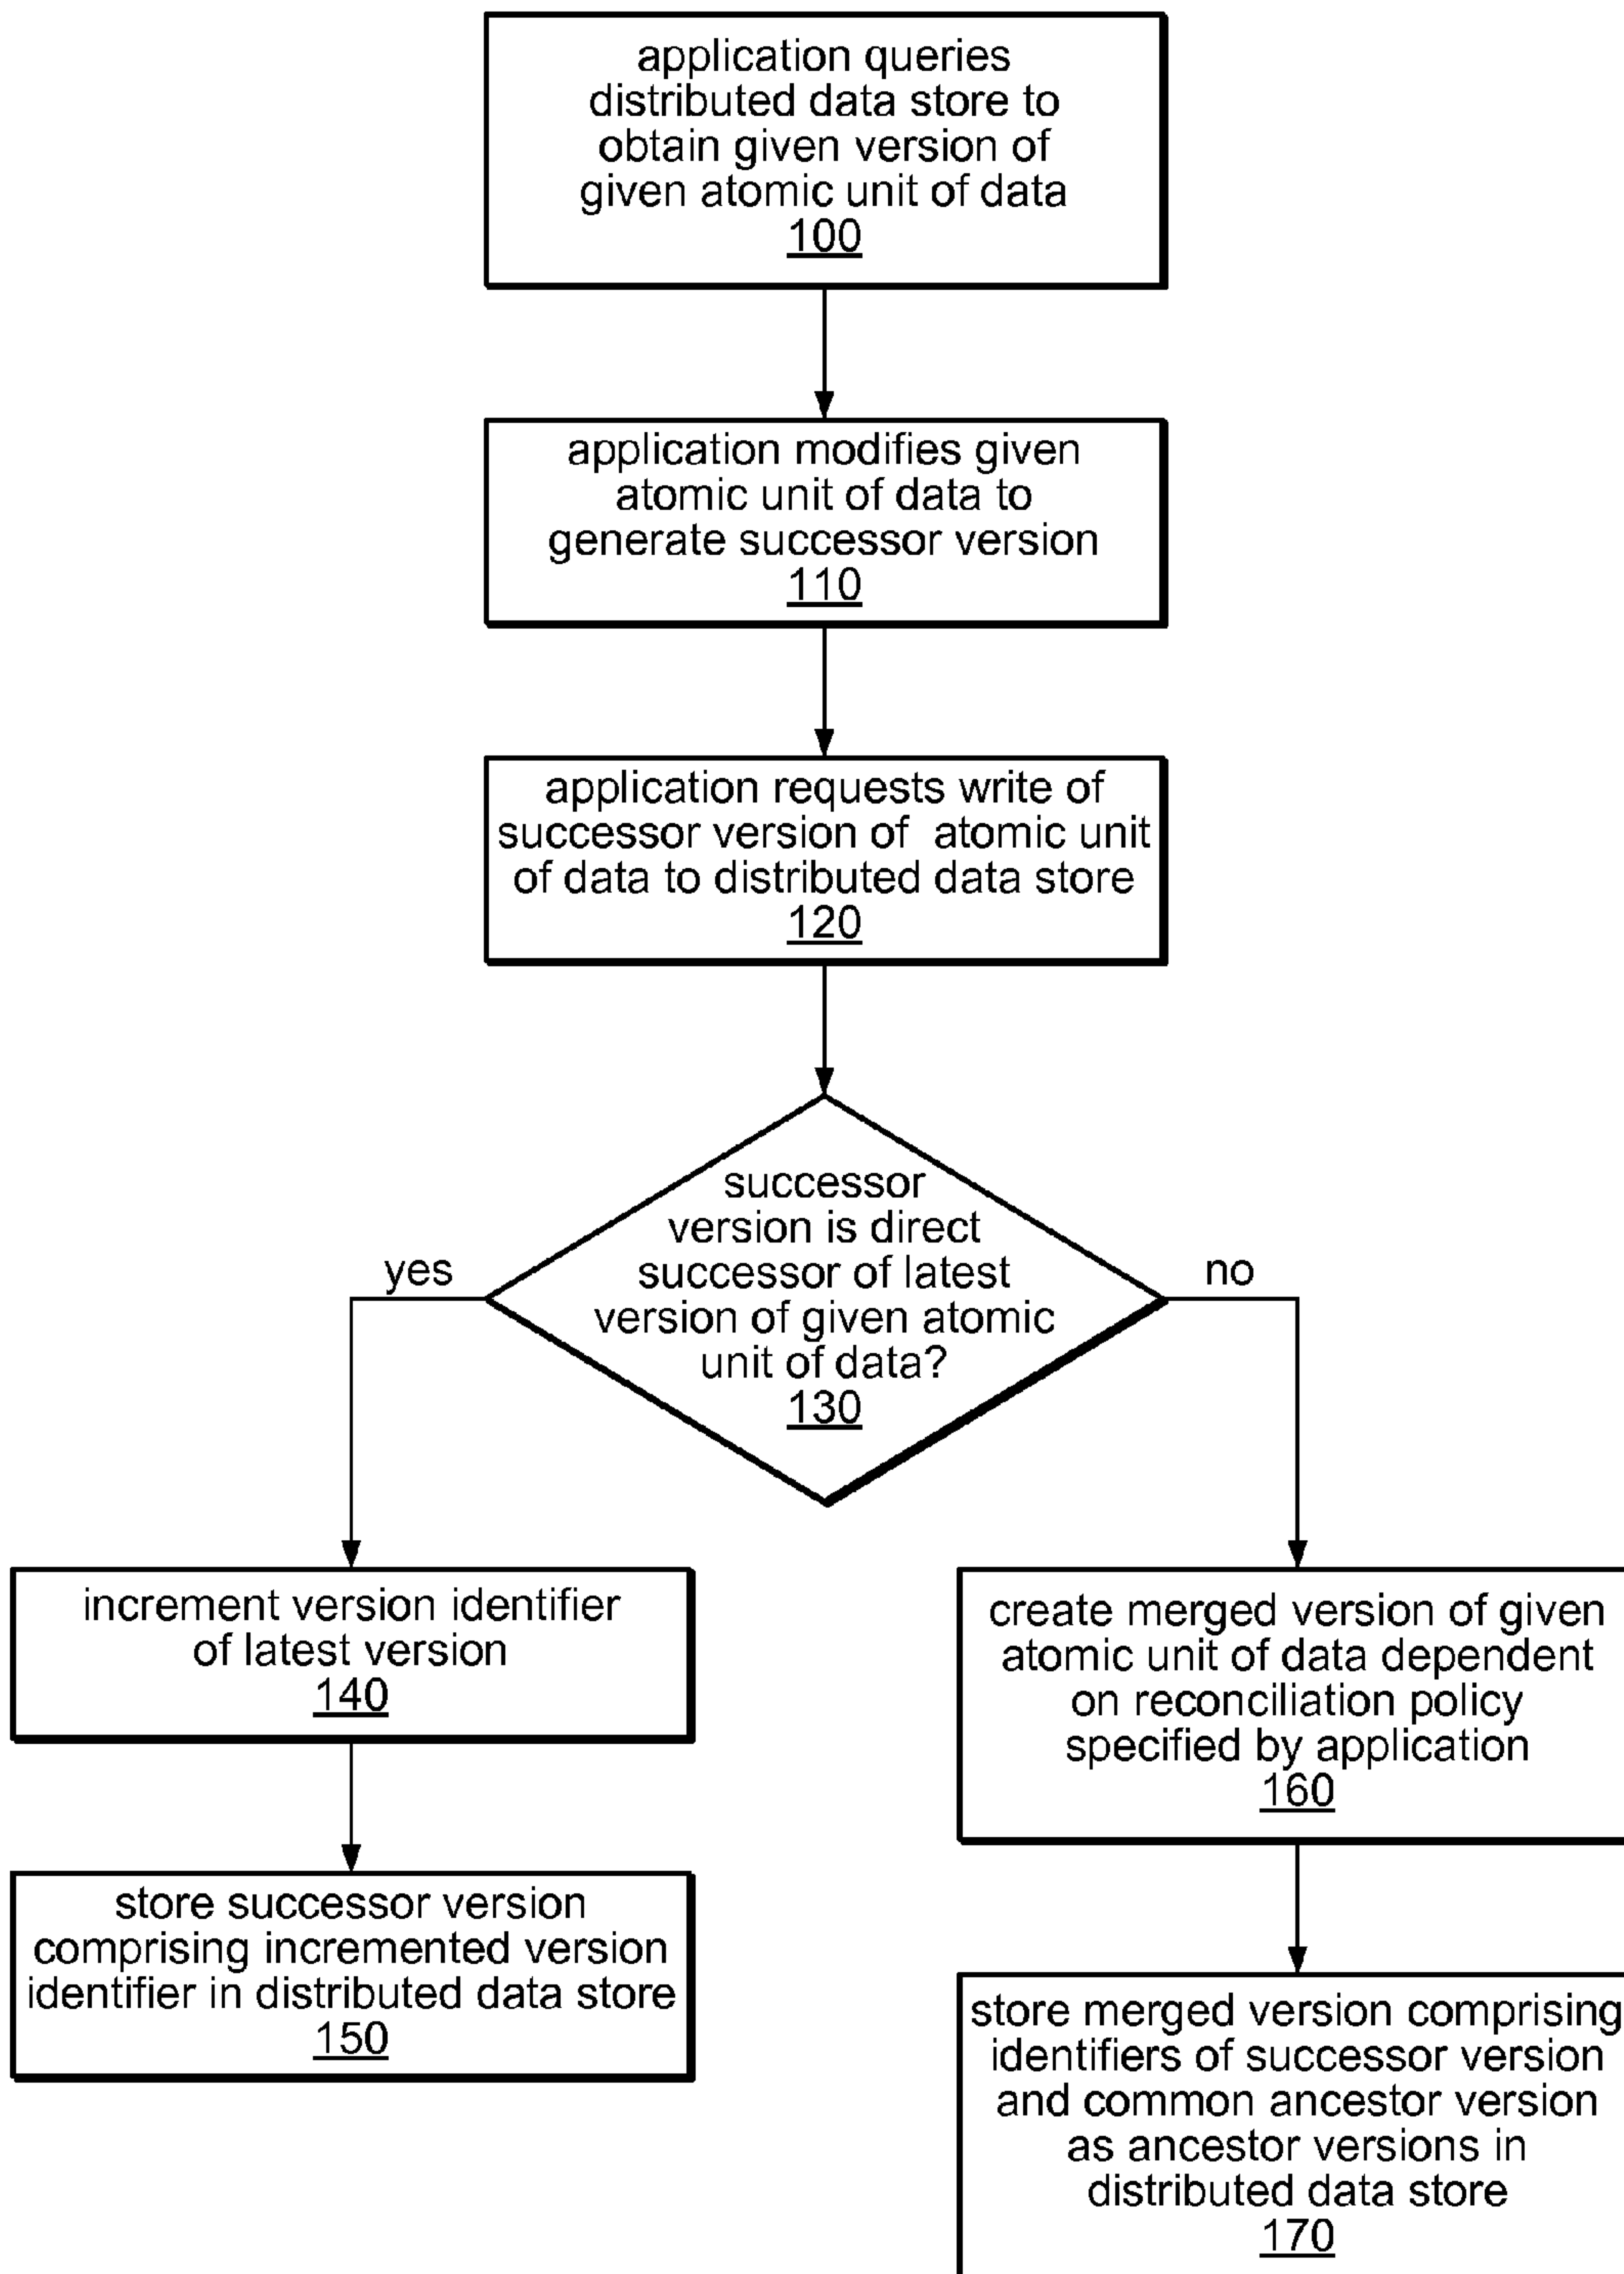 application queries
distributed data store to
obtain given version of
given atomic unit of data
100
application modifies given
atomic unit of data to
generate successor version
110
application requests write of
successor version of atomic unit
of data to distributed data store
120
successor
version is direct
successor of latest
version of given atomic
unit of data?
130
yes
no
increment version identifier
of latest version
140
store successor version
comprising incremented version
identifier in distributed data store
150
create merged version of given
atomic unit of data dependent
on reconciliation policy
specified by application
160
store merged version comprising
identifiers of successor version
and common ancestor version
as ancestor versions in
distributed data store
170